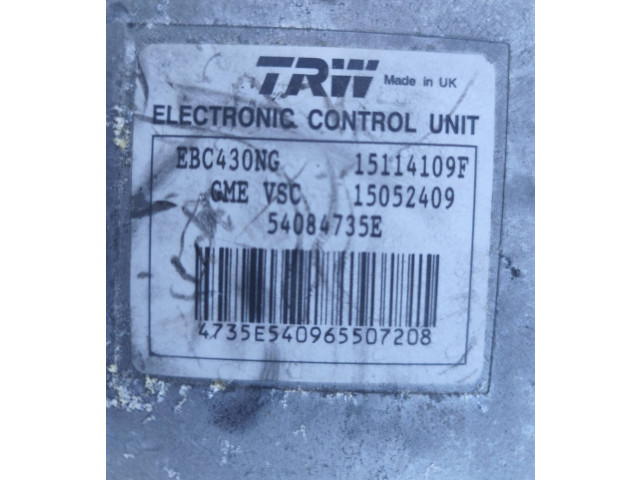 TRW Made in UK
ELECTRONIC CONTROL UNIT
EBC430NG 15114109F
GME VSC 15052409
54084735E
4735E540965507208